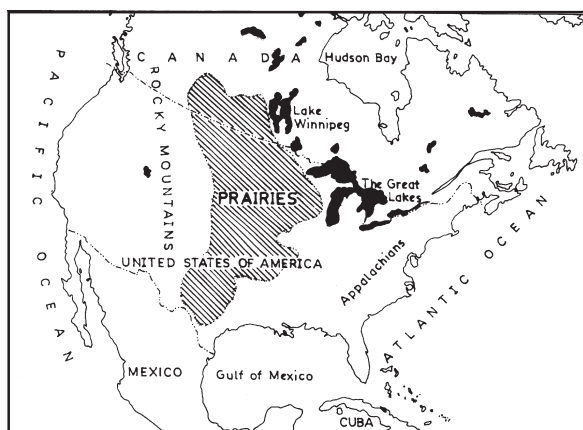 CANADA
Hudson Bay
PACIFIC OCEAN
ROCKY MOUNTAINS
Lake
Winnipeg
The Great
Lakes
PRAIRIES
UNITED STATES OF AMERICA
Appalachians
ATLANTIC OCEAN
MEXICO
Gulf of Mexico
CUBA